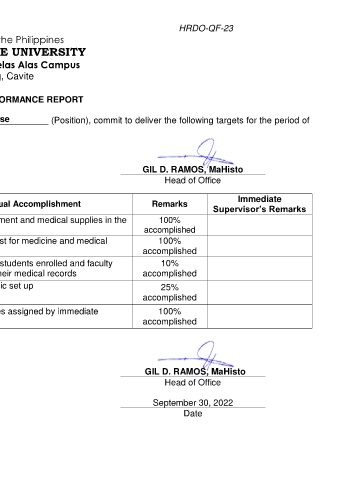 HRDO-QF-23
the Philippines
E UNIVERSITY
elas Alas Campus
g, Cavite
ORMANCE REPORT
se (Position), commit to deliver the following targets for the period of
GIL D. RAMOS, MaHisto
Head of Office
ual Accomplishment Remarks Immediate
Supervisor's Remarks
ment and medical supplies in the 100%
accomplished
st for medicine and medical 100%
accomplished
students enrolled and faculty 10%
heir medical records accomplished
ic set up 25%
accomplished
es assigned by immediate 100%
accomplished
GIL D. RAMOS, MaHisto
Head of Office
September 30, 2022
Date